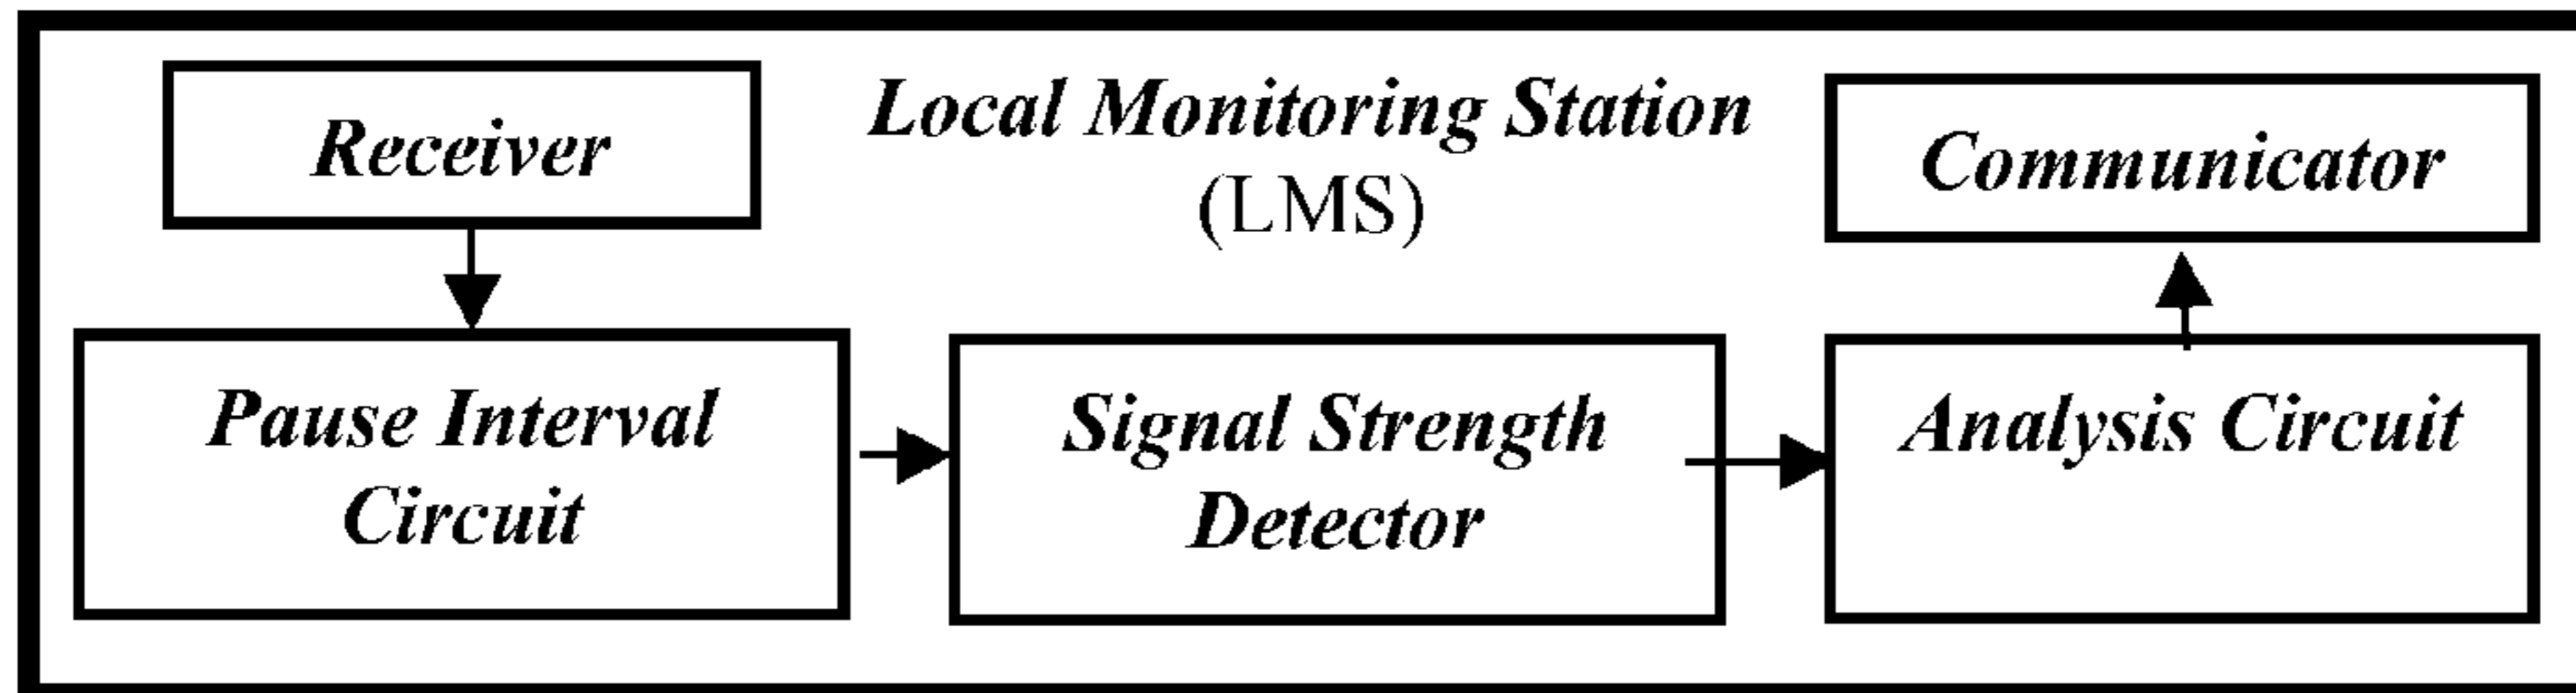 Receiver
Local Monitoring Station
(LMS)
Communicator
Pause Interval
Circuit
Signal Strength
Detector
Analysis Circuit